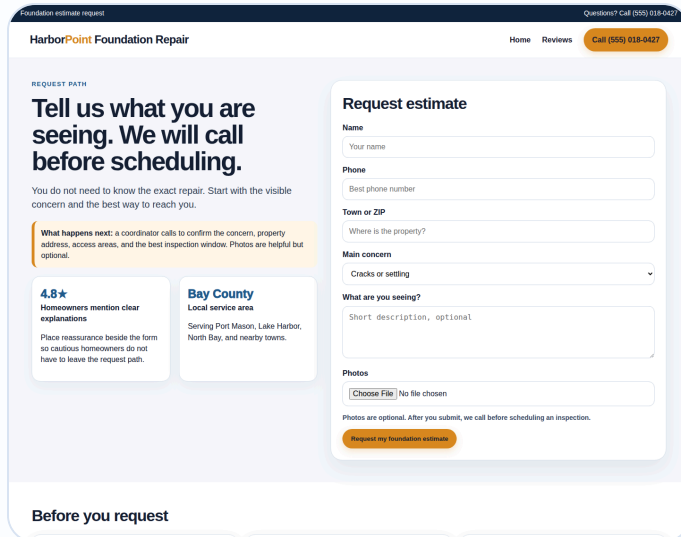 Foundation estimate request
Questions? Call (555) 018-0427
HarborPoint Foundation Repair
Home
Reviews
Call (555) 018-0427
REQUEST PATH
Tell us what you are
seeing. We will call
before scheduling.
You do not need to know the exact repair. Start with the visible
concern and the best way to reach you.
What happens next: a coordinator calls to confirm the concern, property
address, access areas, and the best inspection window. Photos are helpful but
optional.
4.8★
Homeowners mention clear
explanations
Place reassurance beside the form
so cautious homeowners do not
have to leave the request path.
Bay County
Local service area
Serving Port Mason, Lake Harbor,
North Bay, and nearby towns.
Request estimate
Name
Your name
Phone
Best phone number
Town or ZIP
Where is the property?
Main concern
Cracks or settling
What are you seeing?
Short description, optional
Photos
Choose File No file chosen
Photos are optional. After you submit, we call before scheduling an inspection.
Request my foundation estimate
Before you request